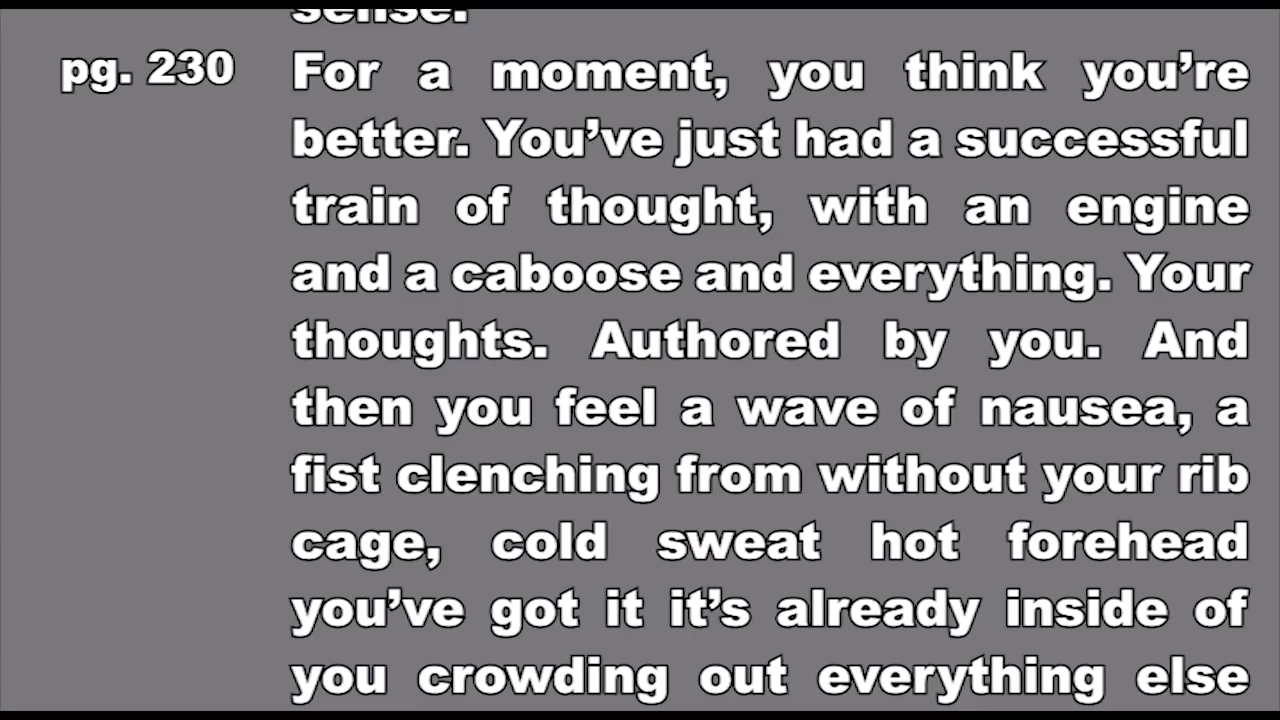 sense.
pg. 230 For a moment, you think you’re
better. You’ve just had a successful
train of thought, with an engine
and a caboose and everything. Your
thoughts. Authored by you. And
then you feel a wave of nausea, a
fist clenching from without your rib
cage, cold sweat hot forehead
you’ve got it it’s already inside of
you crowding out everything else